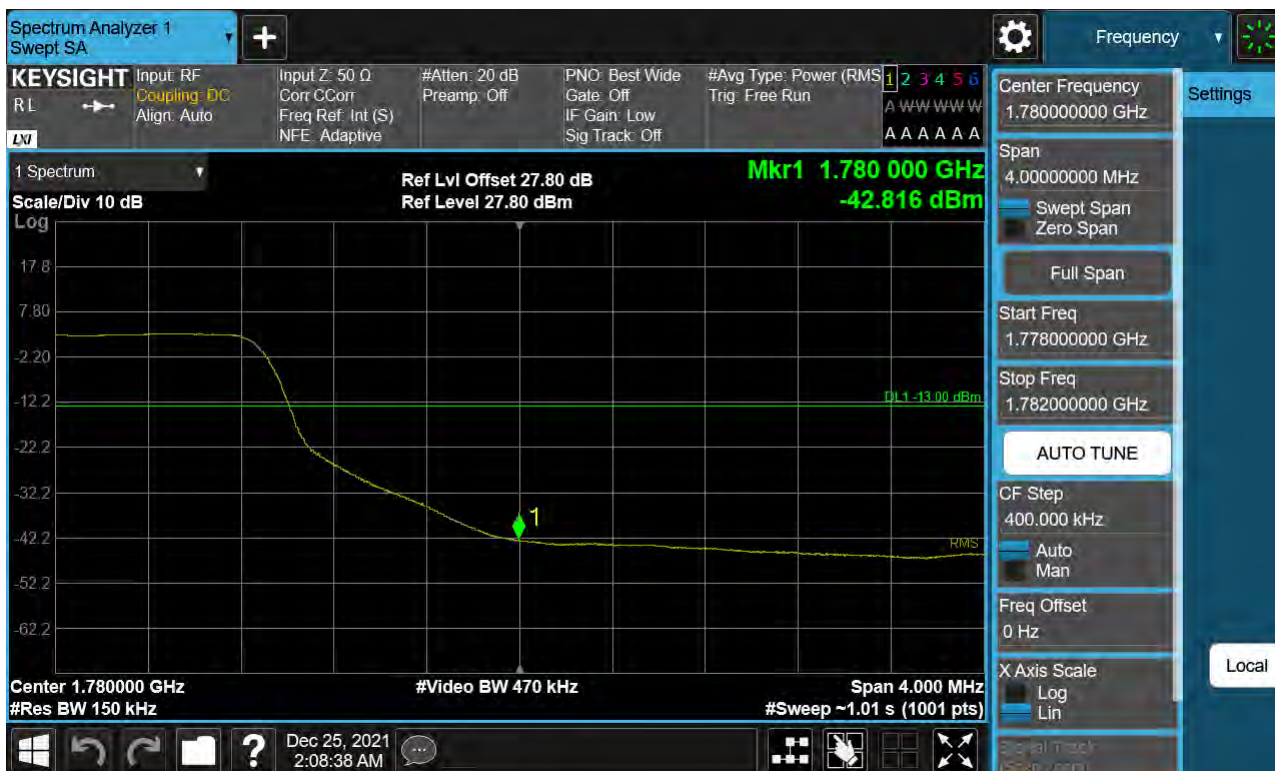 Spectrum Analyzer 1
Swept SA
+
Frequency
KEYSIGHT
RL
LXI
Input: RF
Coupling: DC
Align: Auto
Input Z: 50 Ω
Corr CCorr
Freq Ref: Int (S)
NFE: Adaptive
#Atten: 20 dB
Preamp: Off
PNO: Best Wide
Gate: Off
IF Gain: Low
Sig Track: Off
#Avg Type: Power (RMS
Trig: Free Run
1 2 3 4 5 6
A W W W W W
A A A A A A
1 Spectrum
Scale/Div 10 dB
Ref Lvl Offset 27.80 dB
Ref Level 27.80 dBm
Mkr1 1.780 000 GHz
-42.816 dBm
Log
17.8
7.80
-2.20
-12.2
-22.2
-32.2
-42.2
-52.2
-62.2
DL1 -13.00 dBm
1
RMS
Center 1.780000 GHz
#Res BW 150 kHz
#Video BW 470 kHz
Span 4.000 MHz
#Sweep ~1.01 s (1001 pts)
Center Frequency
1.780000000 GHz
Span
4.00000000 MHz
Swept Span
Zero Span
Full Span
Start Freq
1.778000000 GHz
Stop Freq
1.782000000 GHz
AUTO TUNE
CF Step
400.000 kHz
Auto
Man
Freq Offset
0 Hz
X Axis Scale
Log
Lin
Signal Track
Settings
Local
?
Dec 25, 2021
2:08:38 AM